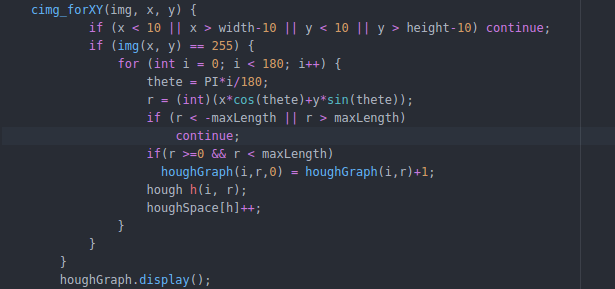 cimg_forXY(img, x, y) {
if (x < 10 || x > width-10 || y < 10 || y > height-10) continue;
if (img(x, y) == 255) {
for (int i = 0; i < 180; i++) {
thete = PI*i/180;
r = (int)(x*cos(thete)+y*sin(thete));
if (r < -maxLength || r > maxLength)
continue;
if(r >=0 && r < maxLength)
houghGraph(i,r,0) = houghGraph(i,r)+1;
hough h(i, r);
houghSpace[h]++;
}
}
}
houghGraph.display();